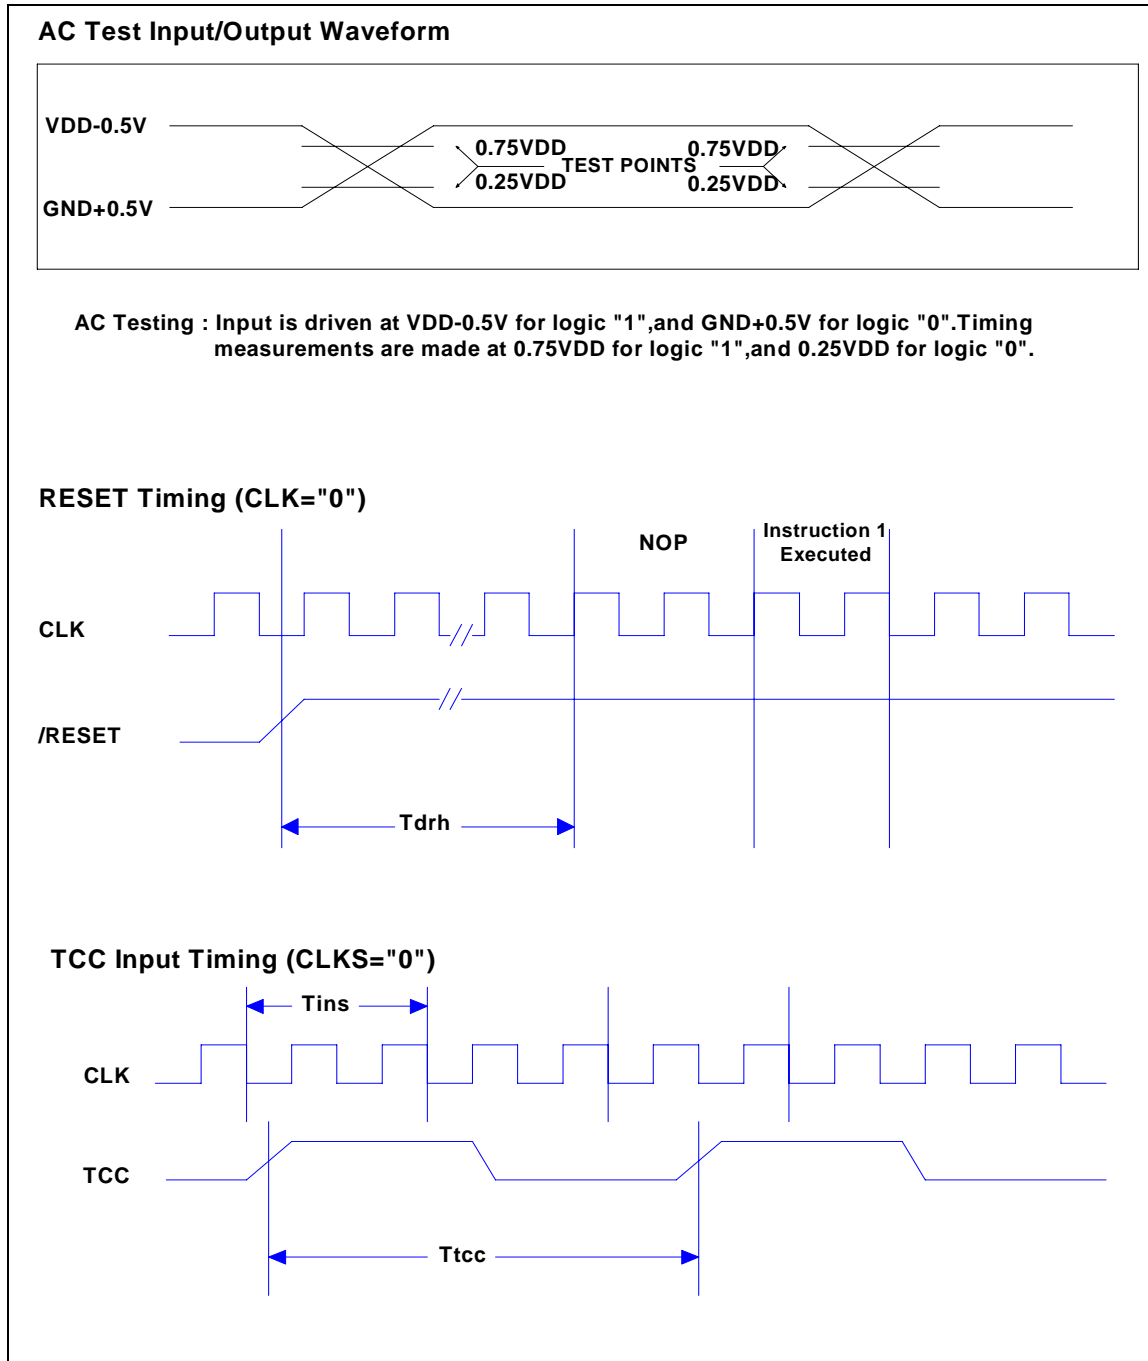 AC Test Input/Output Waveform
VDD-0.5V
GND+0.5V
0.75VDD
0.25VDD
TEST POINTS
0.75VDD
0.25VDD
AC Testing : Input is driven at VDD-0.5V for logic "1",and GND+0.5V for logic "0".Timing
measurements are made at 0.75VDD for logic "1",and 0.25VDD for logic "0".
RESET Timing (CLK="0")
NOP
Instruction 1
Executed
CLK
/RESET
Tdrh
TCC Input Timing (CLKS="0")
Tins
CLK
TCC
Ttcc